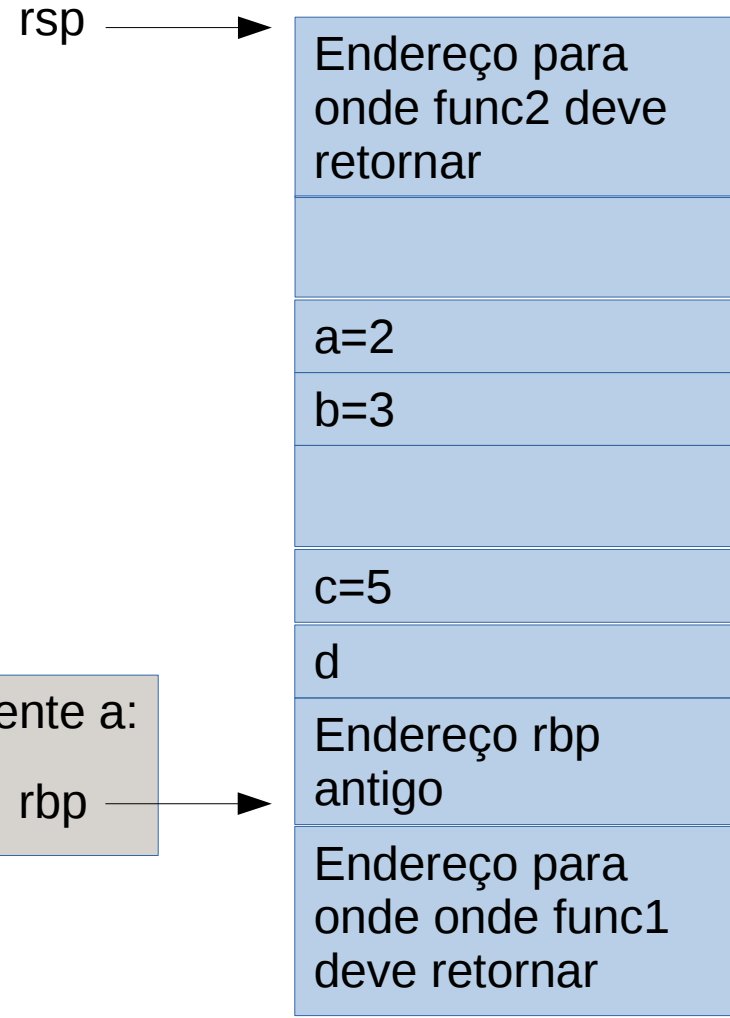 rsp
Endereço para
onde func2 deve
retornar
a=2
b=3
c=5
d
ente a:
Endereço rbp
antigo
rbp
Endereço para
onde onde func1
deve retornar